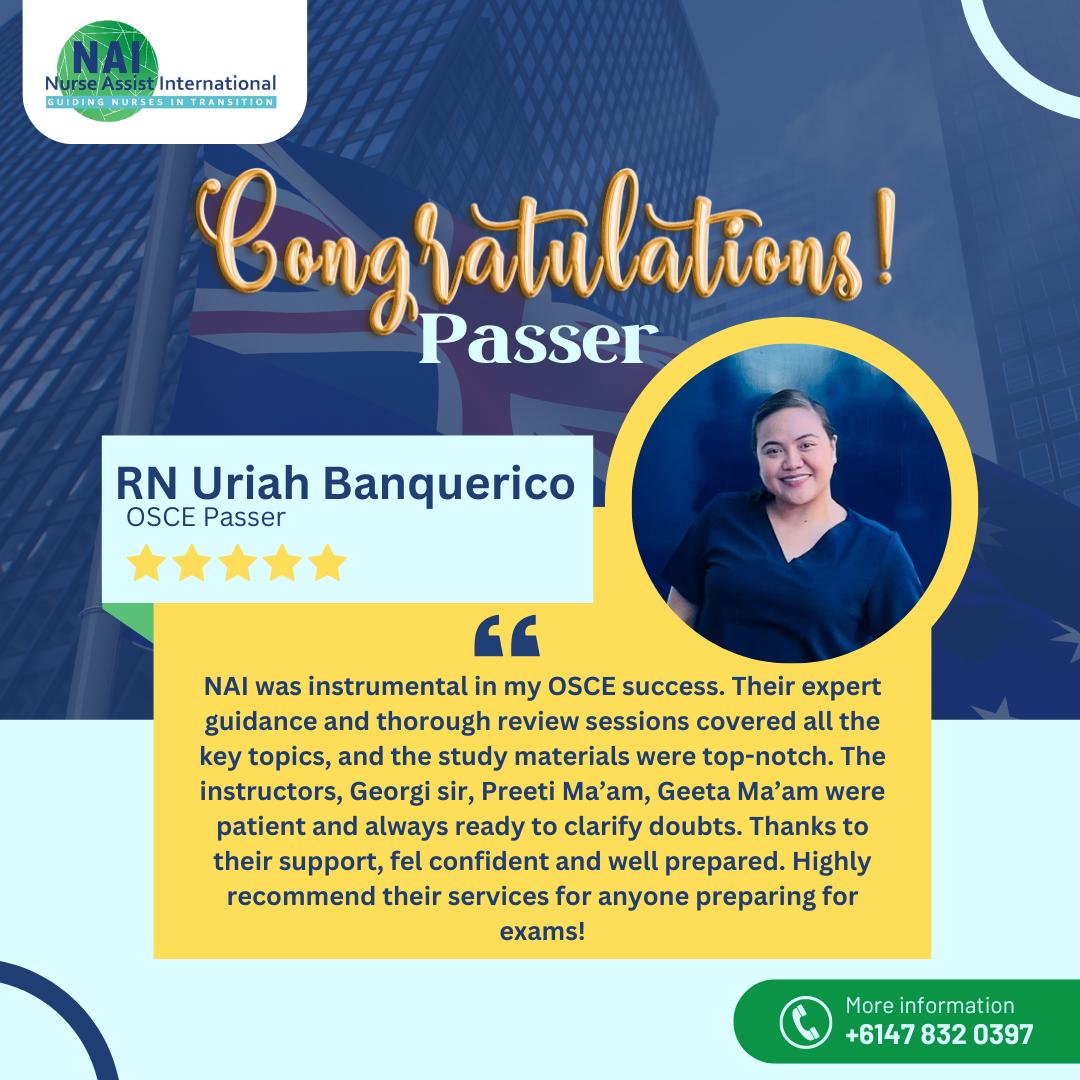 NAI
Nurse Assist International
GUIDING NURSES IN TRANSITION
Congratulations!
Passer
RN Uriah Banquerico
OSCE Passer
“
NAI was instrumental in my OSCE success. Their expert
guidance and thorough review sessions covered all the
key topics, and the study materials were top-notch. The
instructors, Georgi sir, Preeti Ma’am, Geeta Ma’am were
patient and always ready to clarify doubts. Thanks to
their support, fel confident and well prepared. Highly
recommend their services for anyone preparing for
exams!
More information
+6147 832 0397